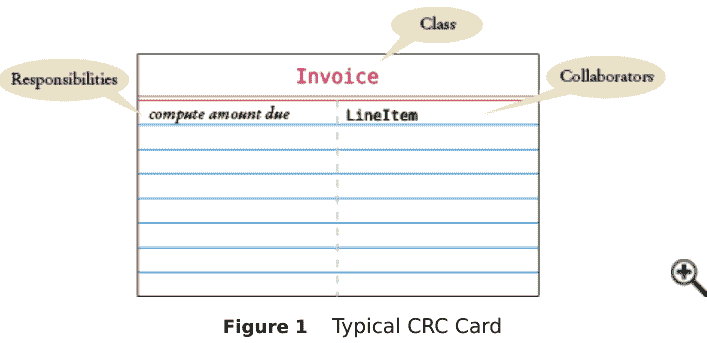 Class
Invoice
Responsibilities
Collaborators
compute amount due
LineItem
Figure 1 Typical CRC Card